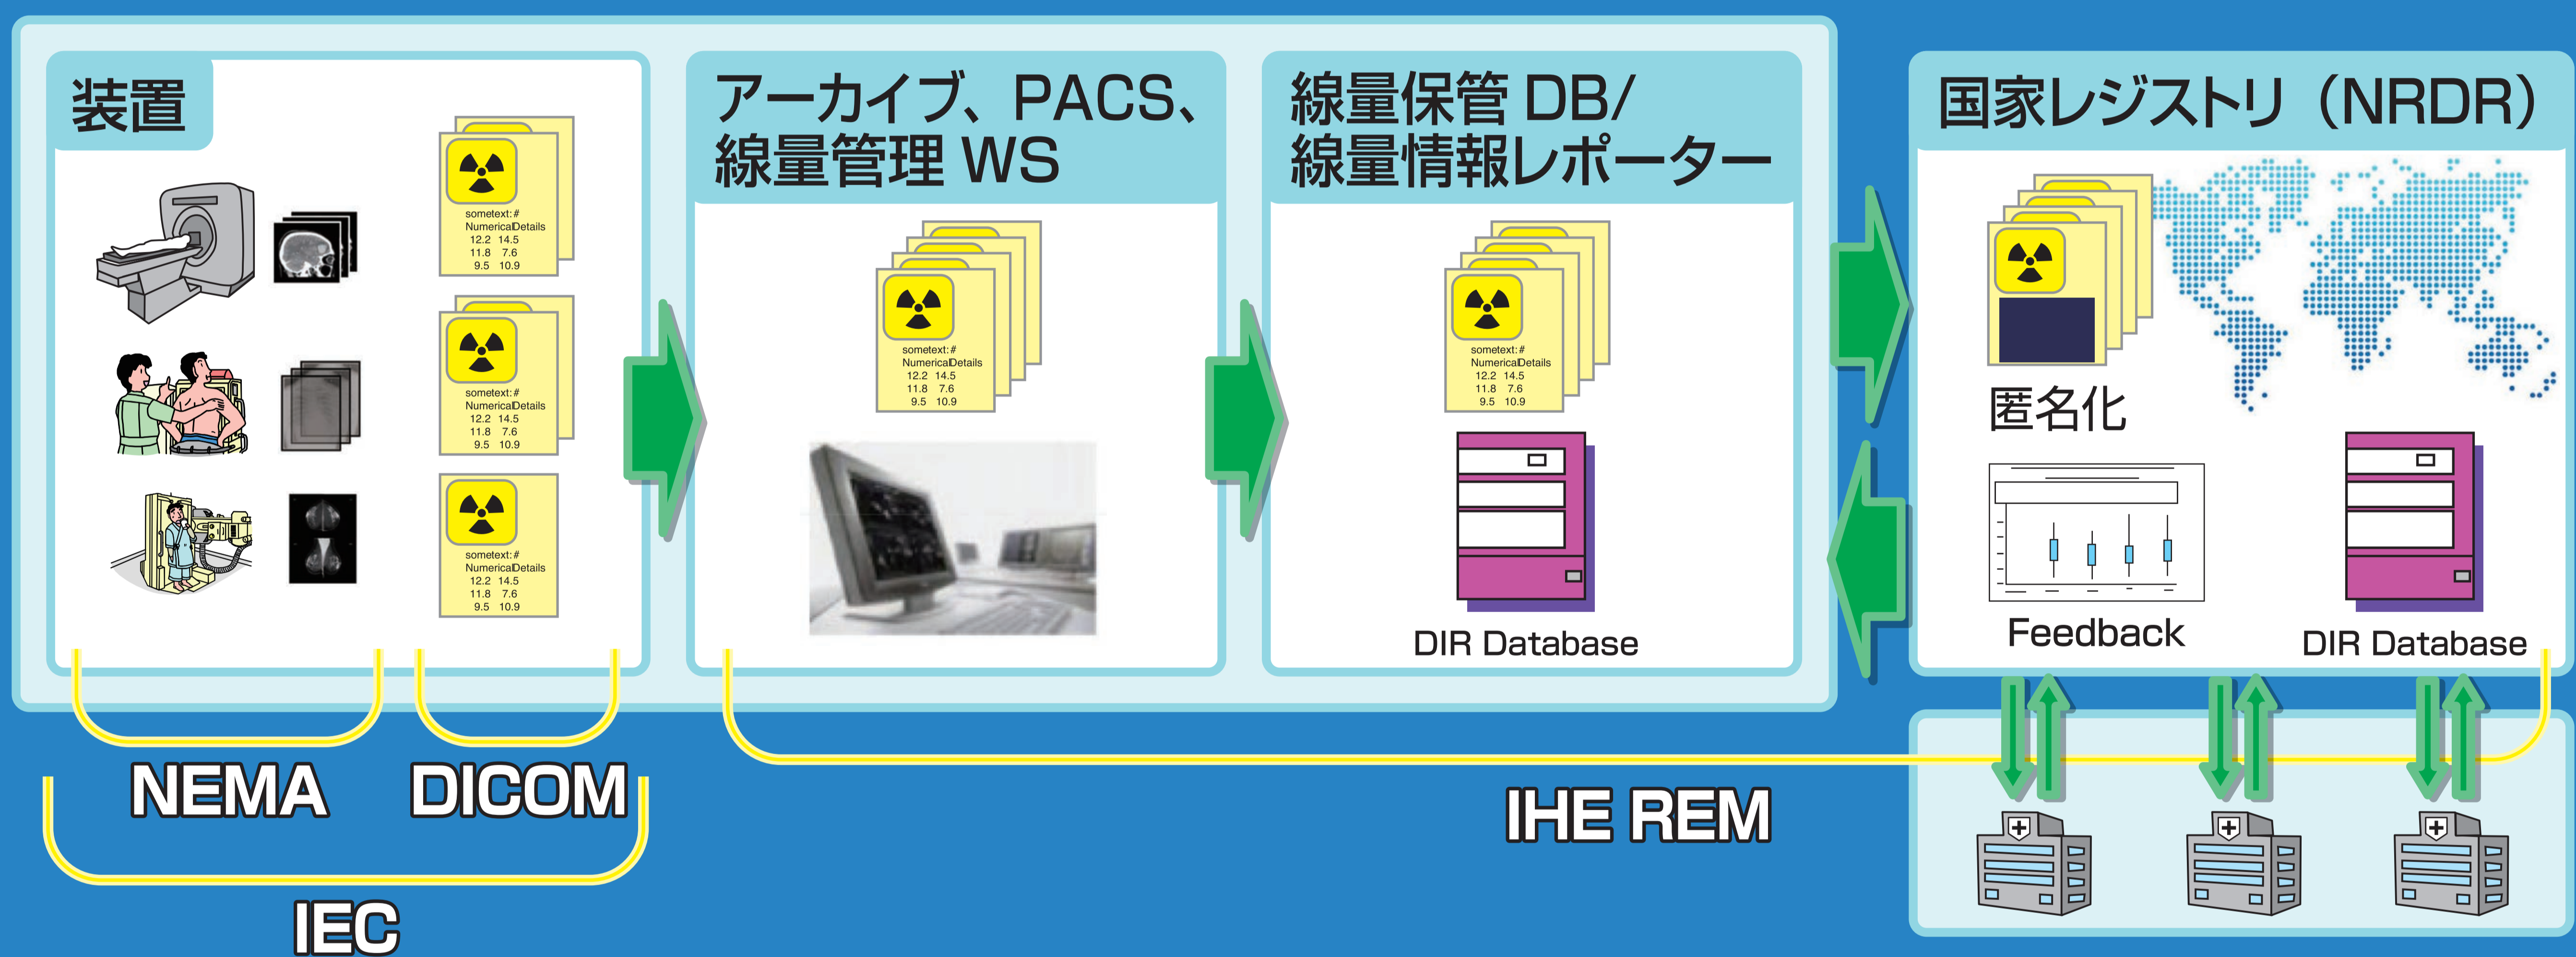 装置
sometext:#
NumericalDetails
12.2 14.5
11.8 7.6
9.5 10.9
sometext:#
NumericalDetails
12.2 14.5
11.8 7.6
9.5 10.9
sometext:#
NumericalDetails
12.2 14.5
11.8 7.6
9.5 10.9
アーカイブ、PACS、
線量管理 WS
sometext:#
NumericalDetails
12.2 14.5
11.8 7.6
9.5 10.9
線量保管 DB/
線量情報レポーター
sometext:#
NumericalDetails
12.2 14.5
11.8 7.6
9.5 10.9
DIR Database
国家レジストリ（NRDR）
匿名化
Feedback
DIR Database
NEMA
DICOM
IHE REM
IEC